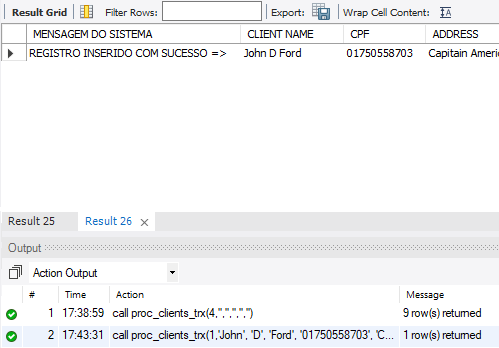 Result Grid Filter Rows: Export: Wrap Cell Content:
MENSAGEM DO SISTEMA CLIENT NAME CPF ADDRESS
REGISTRO INSERIDO COM SUCESSO => John D Ford 01750558703 Capitain Americ
Result 25 Result 26
Output
Action Output
# Time Action Message
1 17:38:59 call proc_clients_trx(4,'','','','','') 9 row(s) returned
2 17:43:31 call proc_clients_trx(1,'John', 'D', 'Ford', '01750558703', 'C... 1 row(s) returned